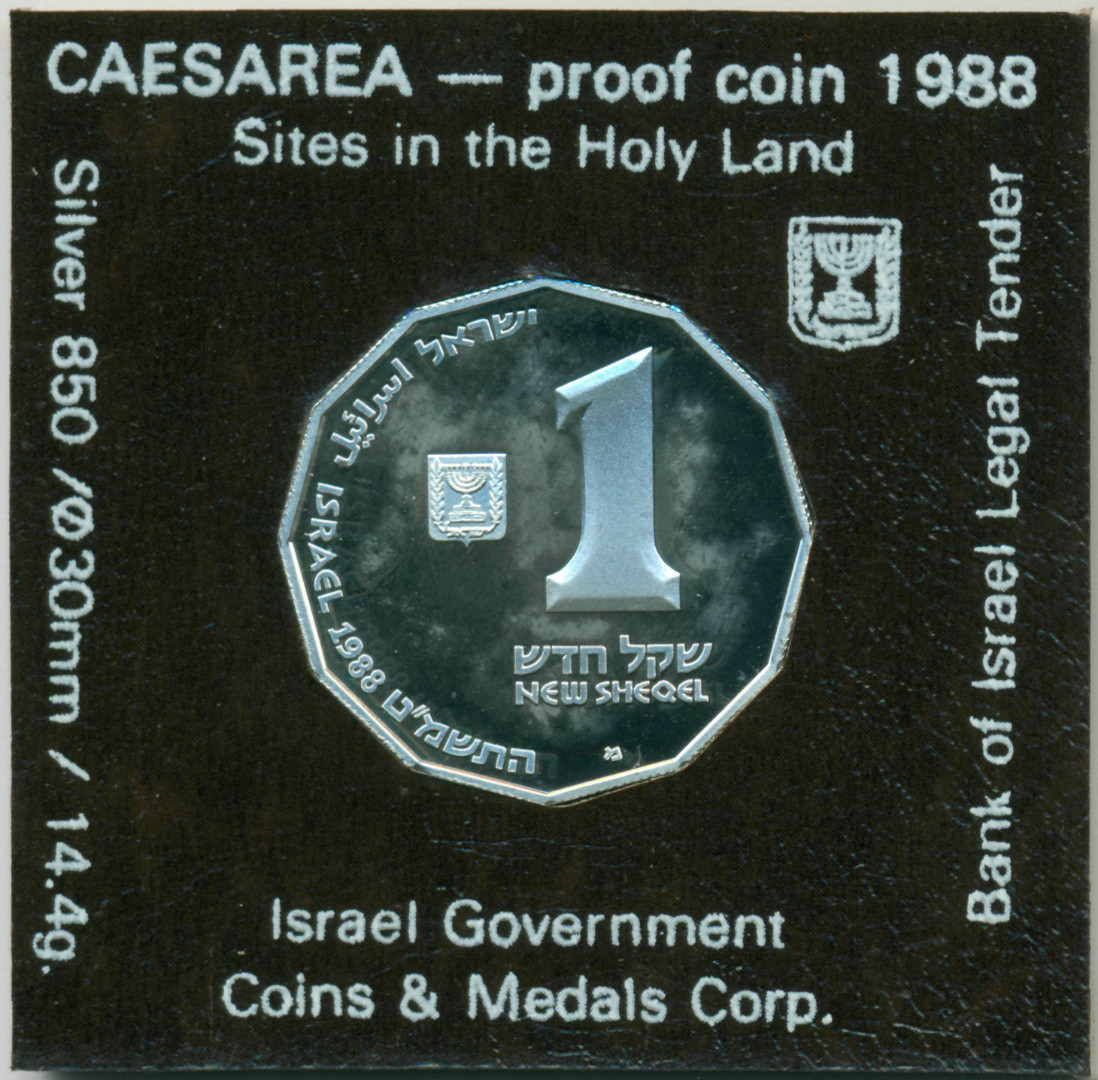 CAESAREA — proof coin 1988
Sites in the Holy Land
Silver 850 /Ø30mm / 14.4g.
Bank of Israel Legal Tender
ישראל
اسرائيل
ISRAEL 1988
התשמ"ט
1
שקל חדש
NEW SHEQEL
מ
Israel Government
Coins & Medals Corp.